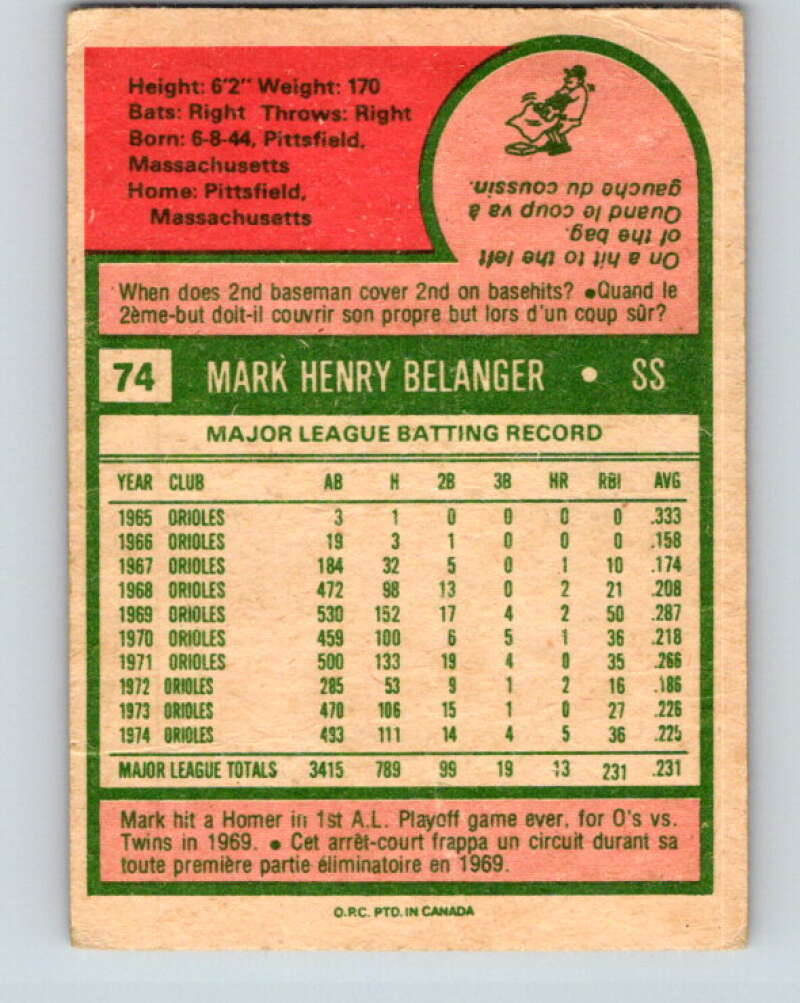 Height: 6'2" Weight: 170
Bats: Right Throws: Right
Born: 6-8-44, Pittsfield,
Massachusetts
Home: Pittsfield,
Massachusetts
On a hit to the left
of the bag.
Quand le coup va à
gauche du coussin.
When does 2nd baseman cover 2nd on basehits? ●Quand le
2ème-but doit-il couvrir son propre but lors d'un coup sûr?
74 MARK HENRY BELANGER • SS
MAJOR LEAGUE BATTING RECORD
YEAR CLUB AB H 2B 3B HR RBI AVG
1965 ORIOLES 3 1 0 0 0 0 .333
1966 ORIOLES 19 3 1 0 0 0 .158
1967 ORIOLES 184 32 5 0 1 10 .174
1968 ORIOLES 472 98 13 0 2 21 .208
1969 ORIOLES 530 152 17 4 2 50 .287
1970 ORIOLES 459 100 6 5 1 36 .218
1971 ORIOLES 500 133 19 4 0 35 .266
1972 ORIOLES 285 53 9 1 2 16 .186
1973 ORIOLES 470 106 15 1 0 27 .226
1974 ORIOLES 493 111 14 4 5 36 .225
MAJOR LEAGUE TOTALS 3415 789 99 19 13 231 .231
Mark hit a Homer in 1st A.L. Playoff game ever, for O's vs.
Twins in 1969. ● Cet arrêt-court frappa un circuit durant sa
toute première partie éliminatoire en 1969.
O.P.C. PTD. IN CANADA